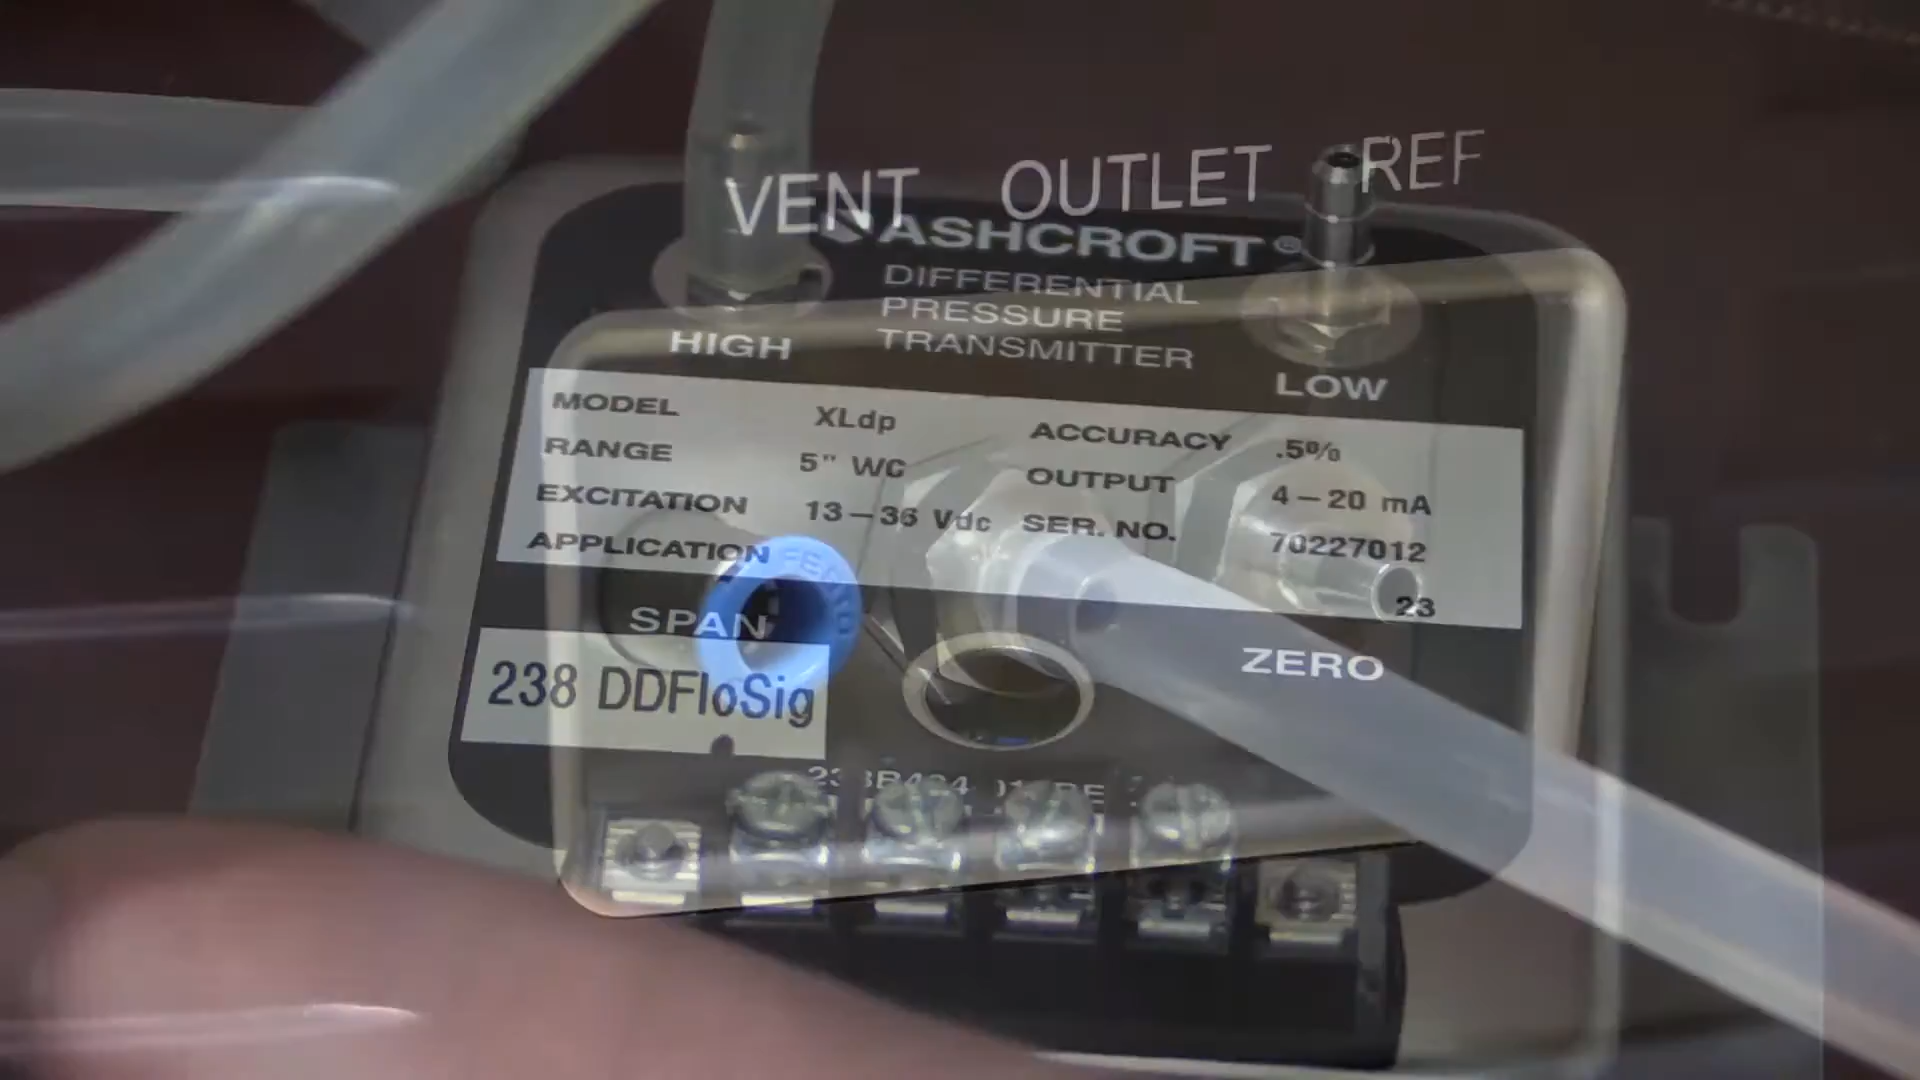 VENT OUTLET REF
ASHCROFT®
DIFFERENTIAL
PRESSURE
TRANSMITTER
HIGH
LOW
MODEL XLdp ACCURACY .5%
RANGE 5" WC OUTPUT 4–20 mA
EXCITATION 13–36 Vdc SER. NO. 70227012
APPLICATION 23
SPAN ZERO
238 DDFloSig